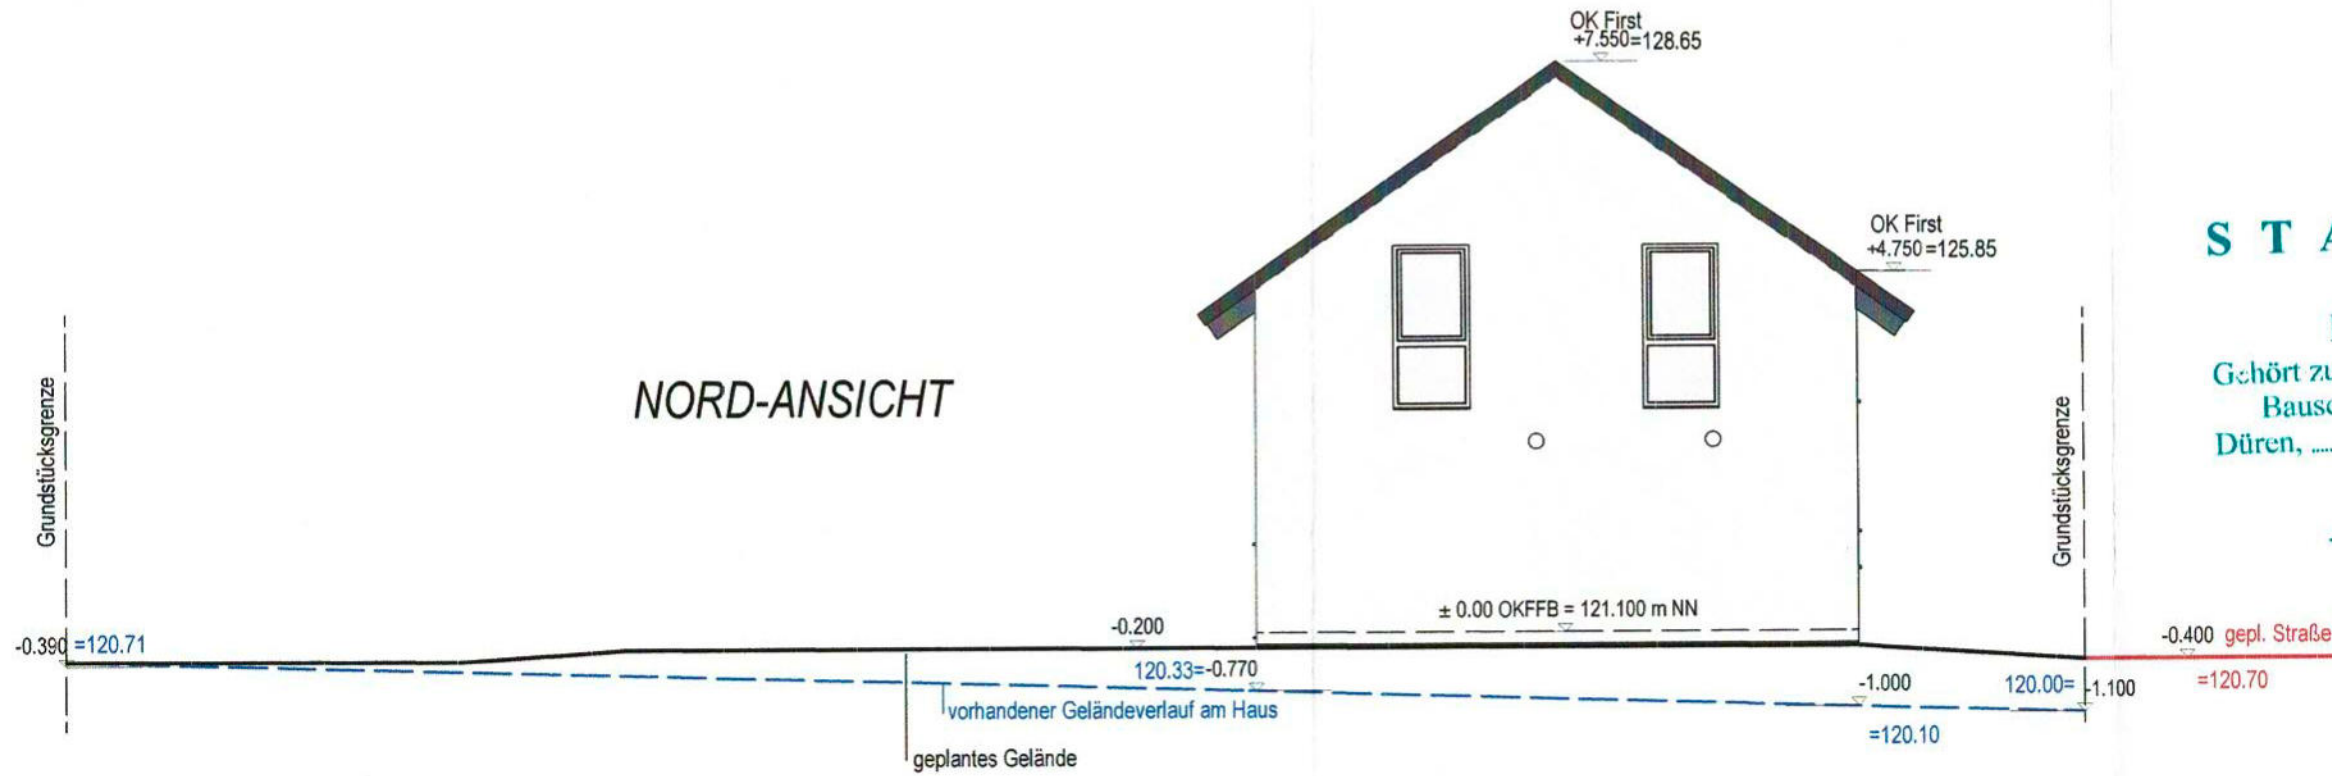 OK First
+7.550=128.65
OK First
+4.750=125.85
S T A
Gehört zu
Düren, .....
NORD-ANSICHT
Grundstücksgrenze
Grundstücksgrenze
± 0.00 OKFFB = 121.100 m NN
-0.390 =120.71
-0.200
120.33=-0.770
-1.000
=120.10
120.00=
-1.100
-0.400 gepl. Straße
=120.70
vorhandener Geländeverlauf am Haus
geplantes Gelände